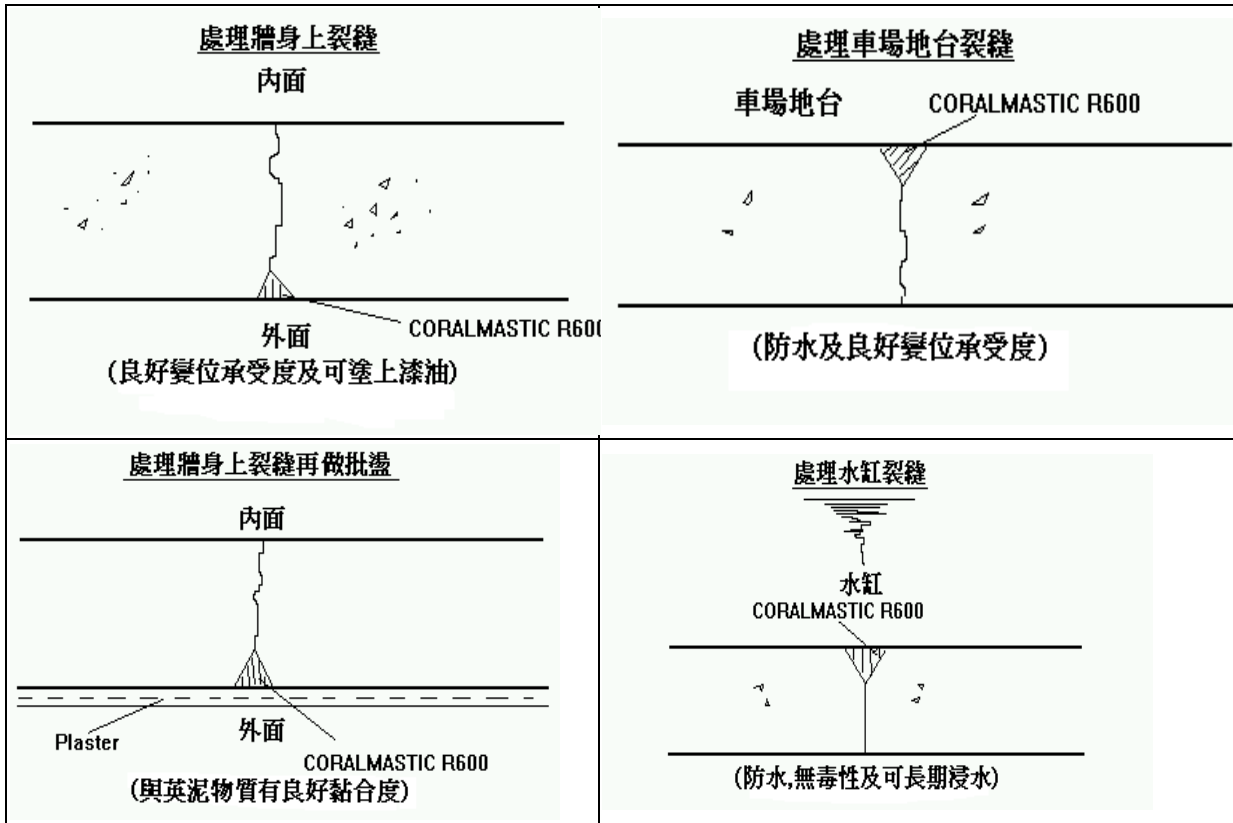 處理牆身上裂縫
內面
CORALMASTIC R600
外面
(良好變位承受度及可塗上漆油)
處理車場地台裂縫
車場地台
CORALMASTIC R600
(防水及良好變位承受度)
處理牆身上裂縫再做批盪
內面
Plaster
外面
CORALMASTIC R600
(與英泥物質有良好黏合度)
處理水缸裂縫
水缸
CORALMASTIC R600
(防水,無毒性及可長期浸水)